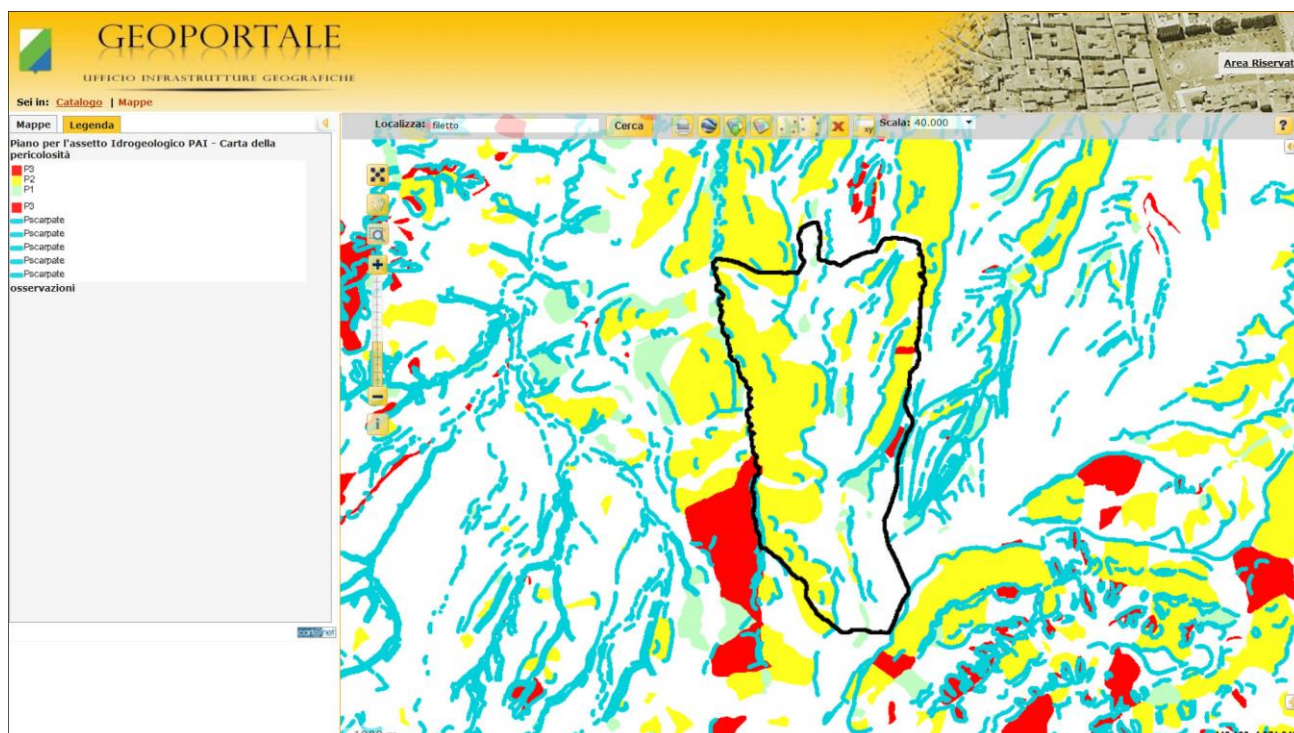 GEOPORTALE
UFFICIO INFRASTRUTTURE GEOGRAFICHE
Area Riservat
Sei in: Catalogo | Mappe
Mappe Legenda
Localizza: filetto Cerca Scala: 40.000 ?
Piano per l'assetto Idrogeologico PAI - Carta della
pericolosità
P3
P2
P1
P3
Pscarpate
Pscarpate
Pscarpate
Pscarpate
Pscarpate
osservazioni